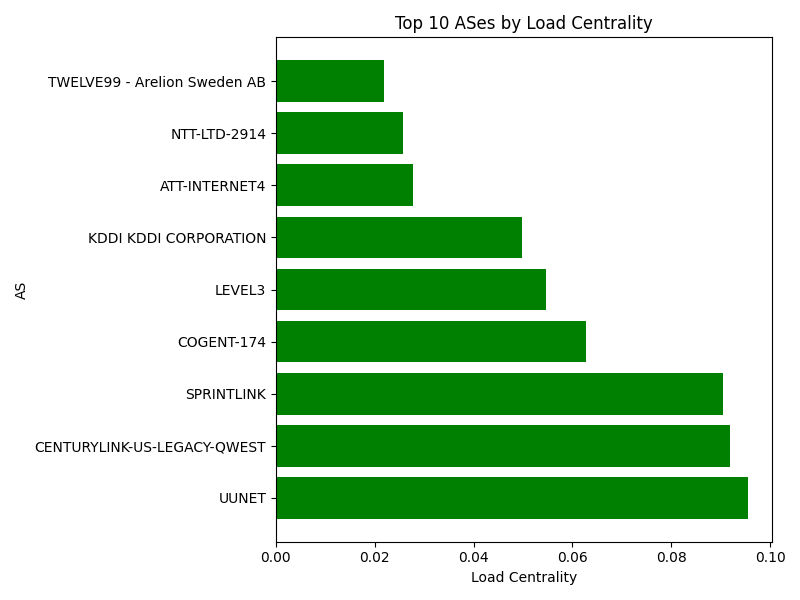 Top 10 ASes by Load Centrality
TWELVE99 - Arelion Sweden AB
NTT-LTD-2914
ATT-INTERNET4
KDDI KDDI CORPORATION
LEVEL3
COGENT-174
SPRINTLINK
CENTURYLINK-US-LEGACY-QWEST
UUNET
AS
0.00 0.02 0.04 0.06 0.08 0.10
Load Centrality